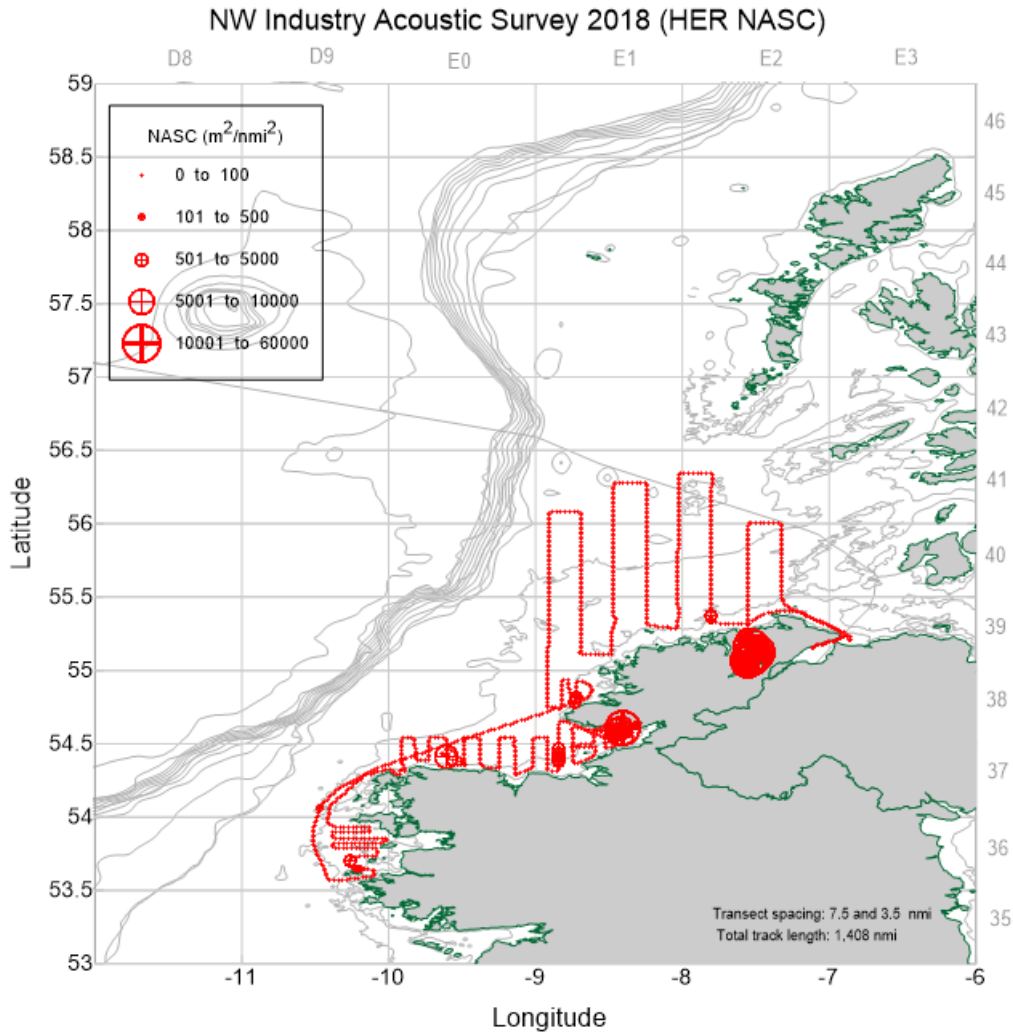 NW Industry Acoustic Survey 2018 (HER NASC)
D8 D9 E0 E1 E2 E3
59
58.5
58
57.5
57
56.5
56
55.5
55
54.5
54
53.5
53
Latitude
NASC (m²/nmi²)
0 to 100
101 to 500
501 to 5000
5001 to 10000
10001 to 60000
46
45
44
43
42
41
40
39
38
37
36
35
Transect spacing: 7.5 and 3.5 nmi
Total track length: 1,408 nmi
-11 -10 -9 -8 -7 -6
Longitude